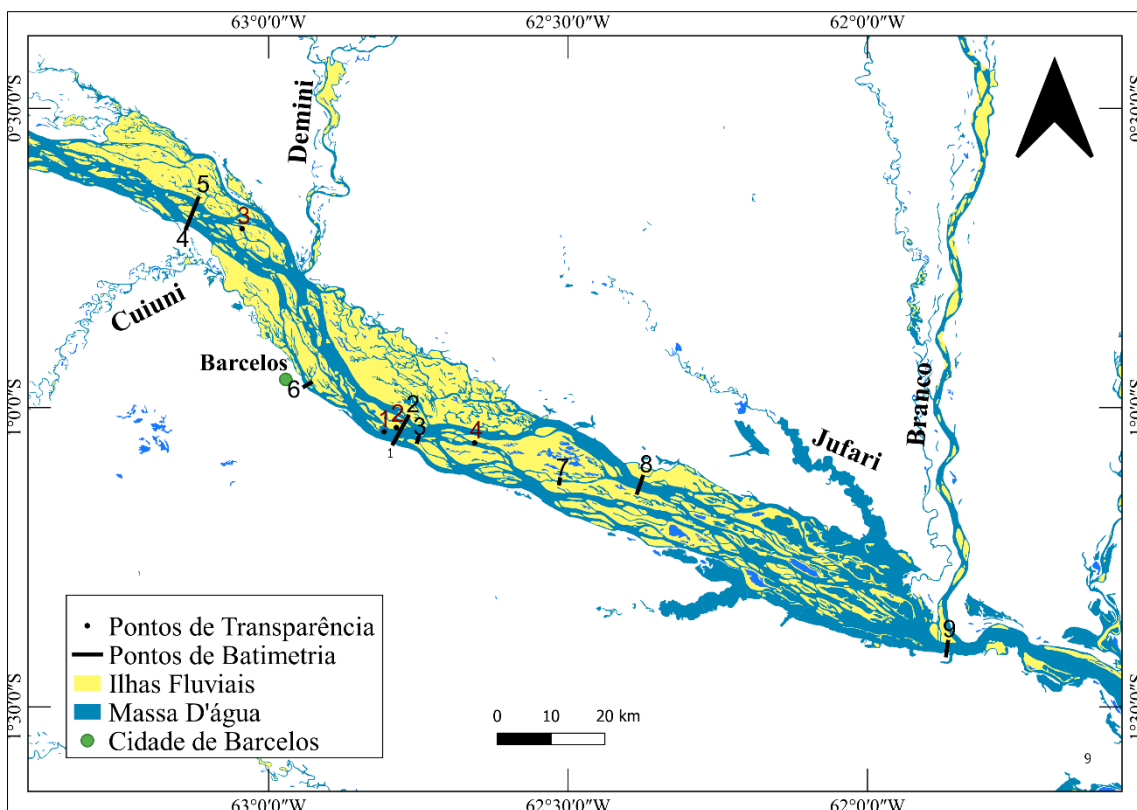 63°0'0"W
62°30'0"W
62°0'0"W
0°30'0"S
0°30'0"S
Demini
5
3
4
Cuiuni
Barcelos
6
Branco
1°0'0"S
1°0'0"S
1
2
2
3
4
1
7
8
Jufari
9
Pontos de Transparência
Pontos de Batimetria
Ilhas Fluviais
Massa D'água
Cidade de Barcelos
0 10 20 km
1°30'0"S
1°30'0"S
9
63°0'0"W
62°30'0"W
62°0'0"W